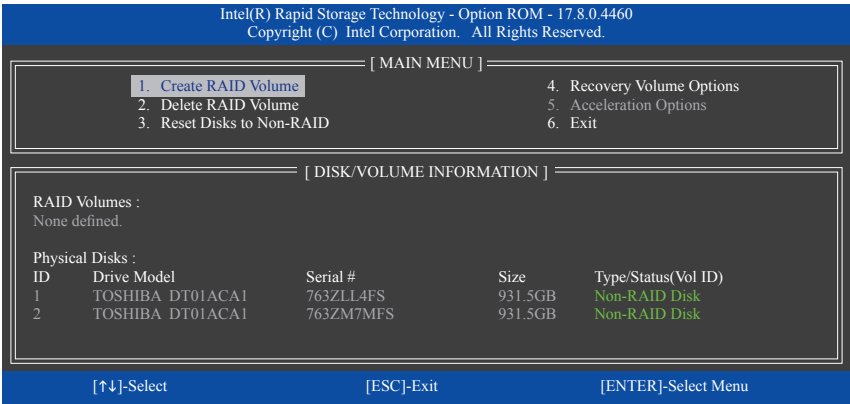 Intel(R) Rapid Storage Technology - Option ROM - 17.8.0.4460
Copyright (C) Intel Corporation. All Rights Reserved.
[ MAIN MENU ]
1. Create RAID Volume
2. Delete RAID Volume
3. Reset Disks to Non-RAID
4. Recovery Volume Options
5. Acceleration Options
6. Exit
[ DISK/VOLUME INFORMATION ]
RAID Volumes :
None defined.
Physical Disks :
ID Drive Model Serial # Size Type/Status(Vol ID)
1 TOSHIBA DT01ACA1 763ZLL4FS 931.5GB Non-RAID Disk
2 TOSHIBA DT01ACA1 763ZM7MFS 931.5GB Non-RAID Disk
[↑↓]-Select [ESC]-Exit [ENTER]-Select Menu